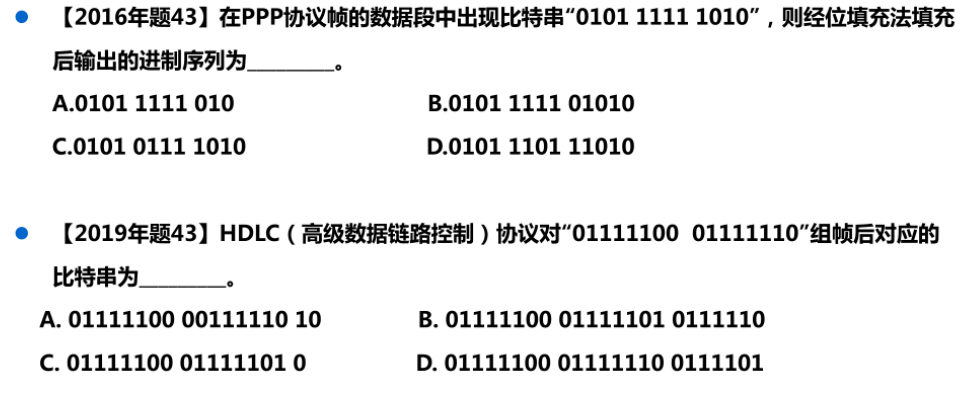 【2016年题43】在PPP协议帧的数据段中出现比特串“0101 1111 1010”，则经位填充法填充
后输出的进制序列为________。
A.0101 1111 010 B.0101 1111 01010
C.0101 0111 1010 D.0101 1101 11010
【2019年题43】HDLC（高级数据链路控制）协议对“01111100 01111110”组帧后对应的
比特串为________。
A. 01111100 00111110 10 B. 01111100 01111101 0111110
C. 01111100 01111101 0 D. 01111100 01111110 0111101